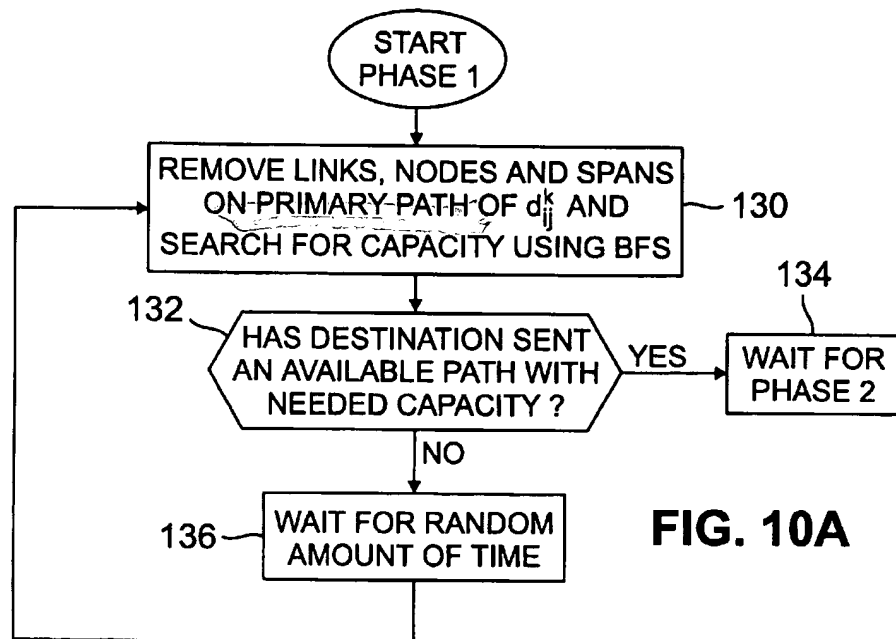 START
PHASE 1
REMOVE LINKS, NODES AND SPANS
ON PRIMARY PATH OF d^k_ij AND
SEARCH FOR CAPACITY USING BFS
130
132
HAS DESTINATION SENT
AN AVAILABLE PATH WITH
NEEDED CAPACITY ?
YES
134
WAIT FOR
PHASE 2
NO
136
WAIT FOR RANDOM
AMOUNT OF TIME
FIG. 10A